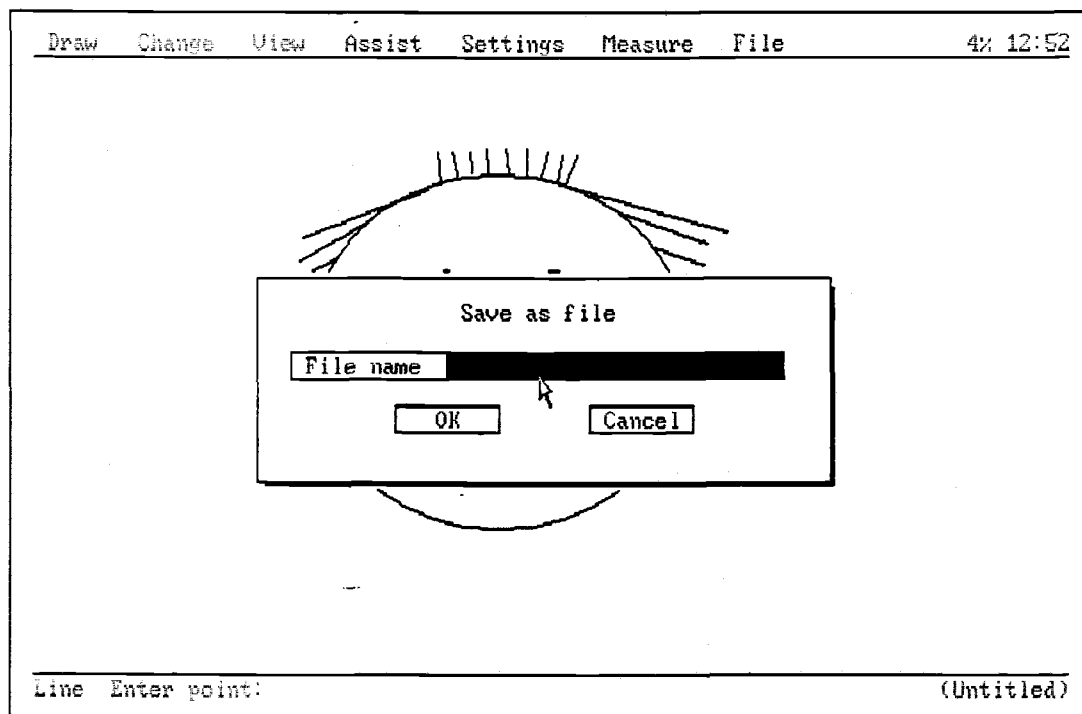 Draw Change View Assist Settings Measure File 4% 12:52
Save as file
File name
OK Cancel
Line Enter point: (Untitled)